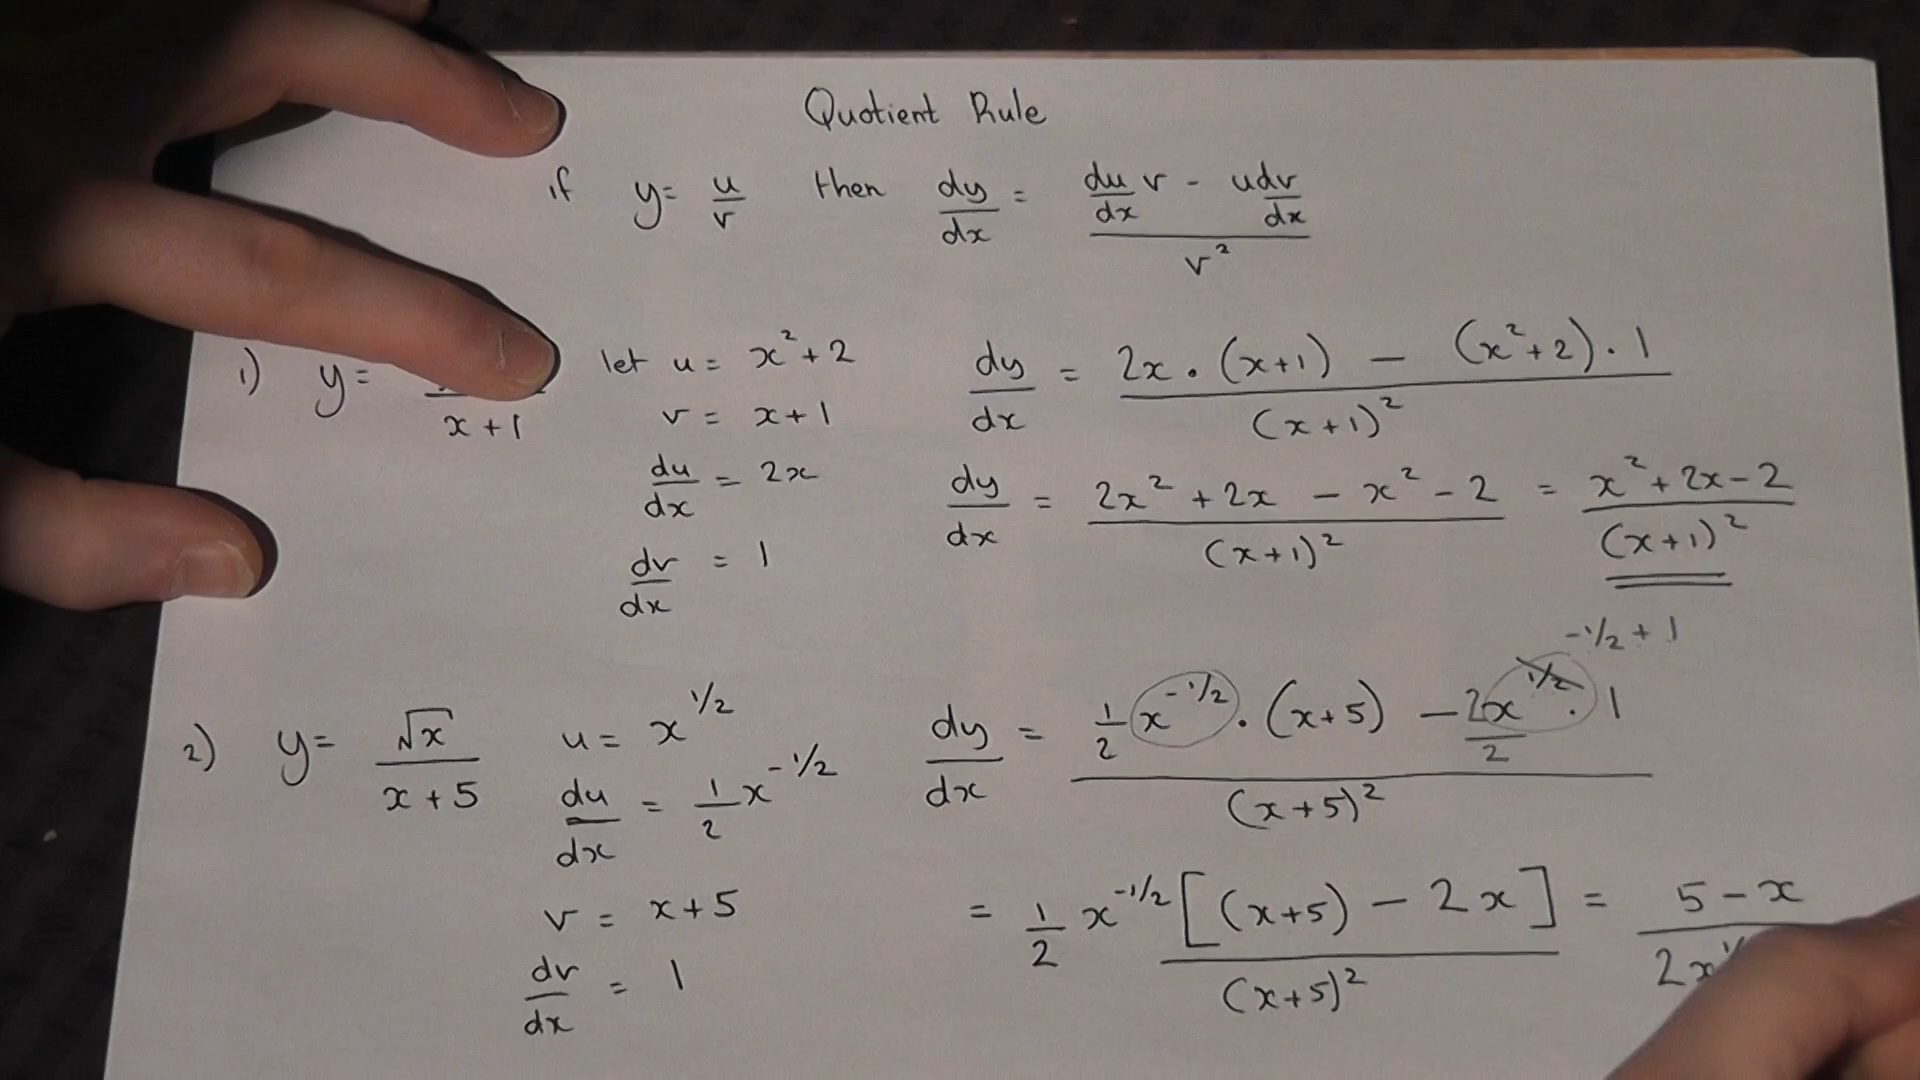 Quotient Rule
if y= u/v then dy/dx = (du/dx v - u dv/dx)/v²
1) y= /(x+1) let u = x²+2 dy/dx = (2x . (x+1) - (x²+2) . 1)/(x+1)²
v = x+1
du/dx = 2x dy/dx = (2x² + 2x - x² - 2)/(x+1)² = (x² + 2x - 2)/(x+1)²
dv/dx = 1
-1/2 + 1
2) y= √x/(x+5) u = x^1/2 dy/dx = (1/2 x^-1/2 . (x+5) - 2x^1/2/2 . 1)/(x+5)²
du/dx = 1/2 x^-1/2
v = x+5 = 1/2 x^-1/2 [(x+5) - 2x]/(x+5)² = (5-x)/2x
dv/dx = 1